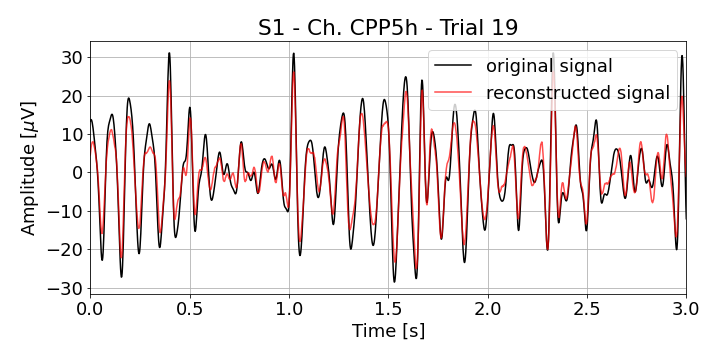 S1 - Ch. CPP5h - Trial 19
original signal
reconstructed signal
Amplitude [μV]
30
20
10
0
−10
−20
−30
0.0 0.5 1.0 1.5 2.0 2.5 3.0
Time [s]